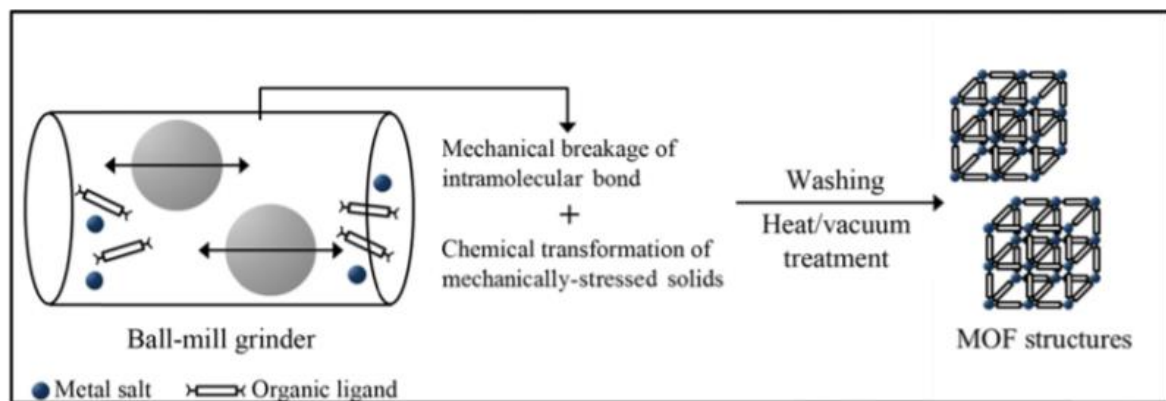 Mechanical breakage of
intramolecular bond
+
Chemical transformation of
mechanically-stressed solids
Washing
Heat/vacuum
treatment
Ball-mill grinder
MOF structures
Metal salt
Organic ligand